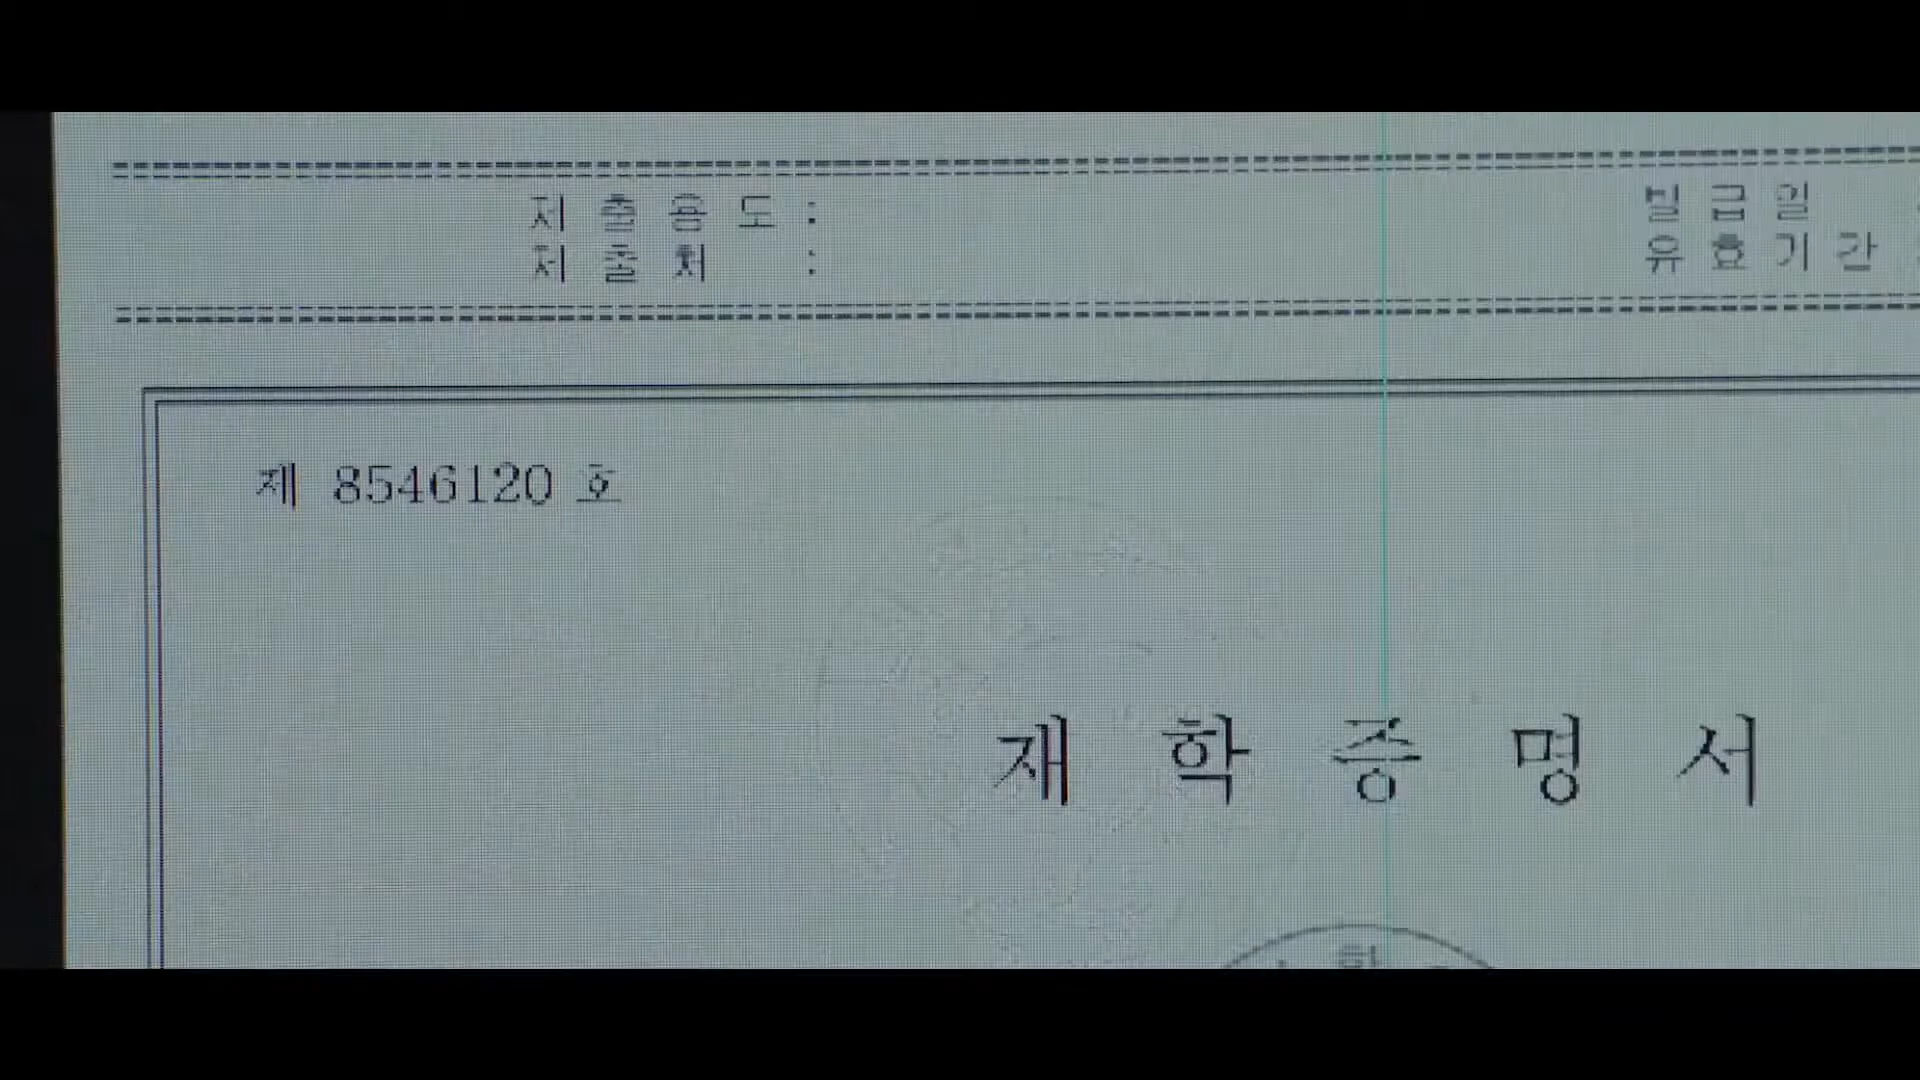 제 출 용 도 :
발 급 일
제 출 처 :
유 효 기 간 :
제 8546120 호
재 학 증 명 서